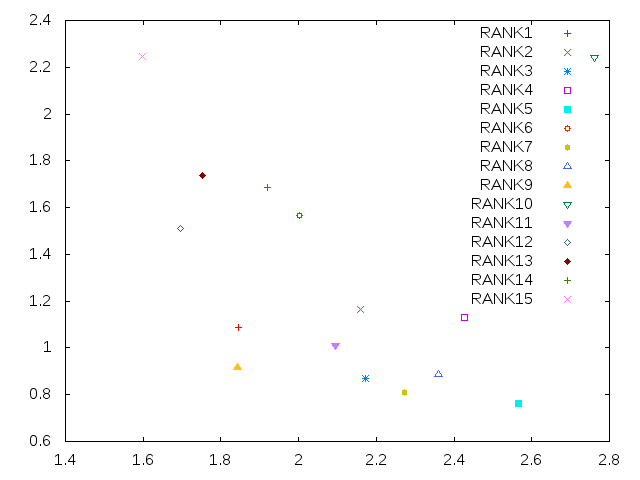 2.4
2.2
2
1.8
1.6
1.4
1.2
1
0.8
0.6
1.4 1.6 1.8 2 2.2 2.4 2.6 2.8
RANK1
RANK2
RANK3
RANK4
RANK5
RANK6
RANK7
RANK8
RANK9
RANK10
RANK11
RANK12
RANK13
RANK14
RANK15